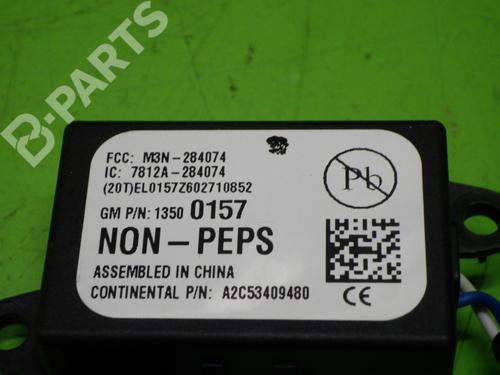 B-PARTS
FCC: M3N-284074
IC: 7812A-284074
(20T)EL0157Z602710852
Pb
GM P/N: 1350 0157
NON-PEPS
ASSEMBLED IN CHINA
CONTINENTAL P/N: A2C53409480
CE